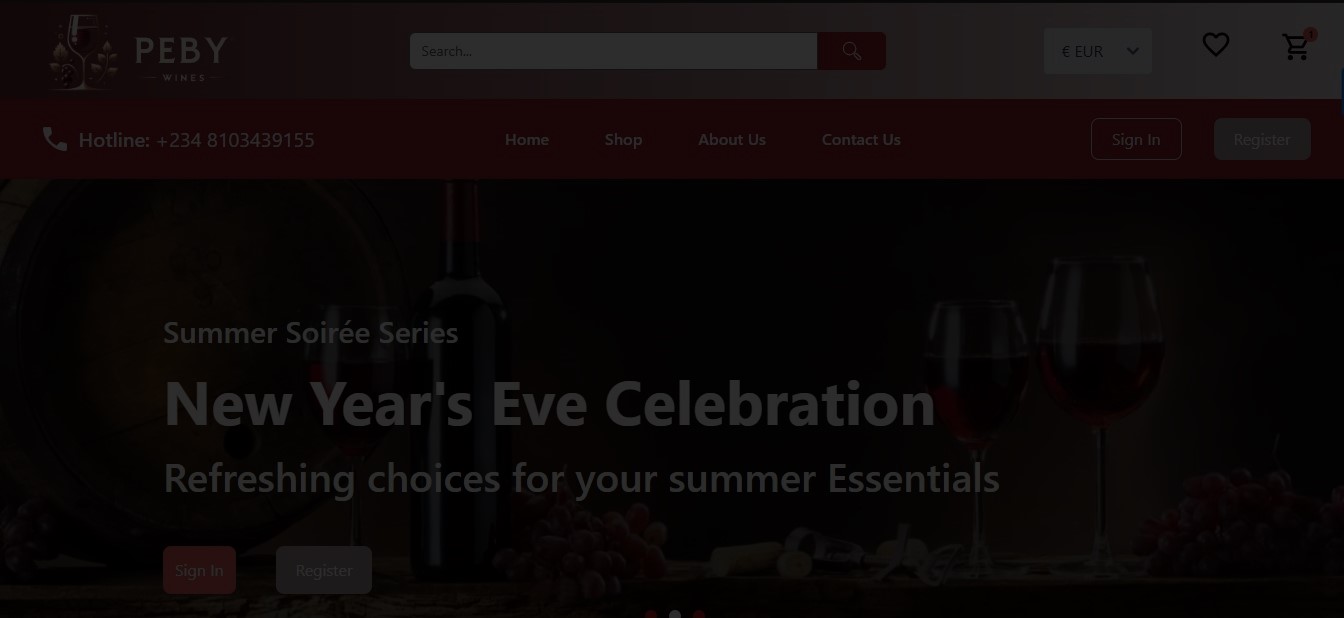 PEBY
WINES
Search...
€ EUR
1
Hotline: +234 8103439155
Home
Shop
About Us
Contact Us
Sign In
Register
Summer Soirée Series
New Year's Eve Celebration
Refreshing choices for your summer Essentials
Sign In
Register